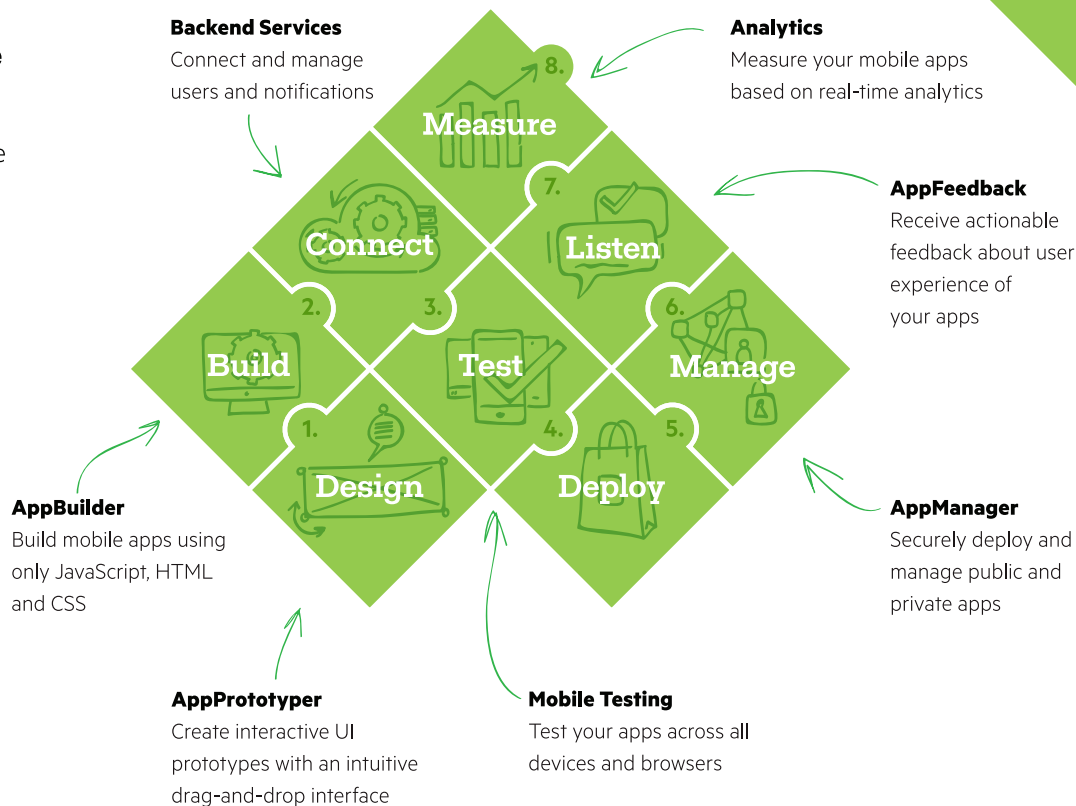 e
e
Backend Services
Connect and manage
users and notifications
Analytics
Measure your mobile apps
based on real-time analytics
8.
Measure
7.
AppFeedback
Receive actionable
feedback about user
experience of
your apps
Connect
Listen
2.
3.
6.
Build
Test
Manage
1.
4.
5.
Design
Deploy
AppBuilder
Build mobile apps using
only JavaScript, HTML
and CSS
AppManager
Securely deploy and
manage public and
private apps
AppPrototyper
Create interactive UI
prototypes with an intuitive
drag-and-drop interface
Mobile Testing
Test your apps across all
devices and browsers